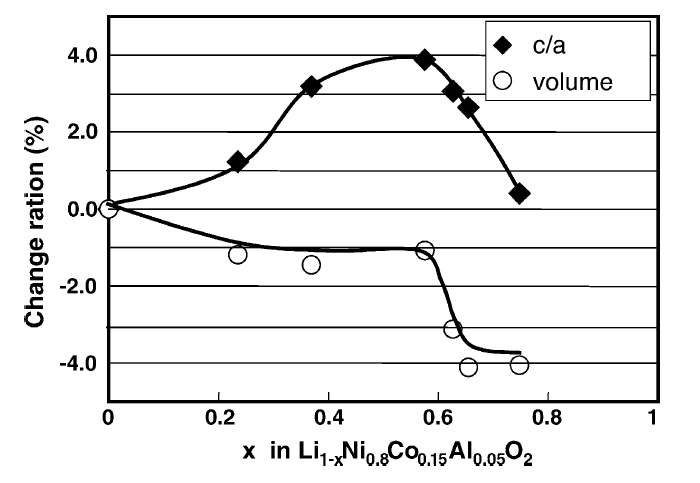 c/a
volume
Change ration (%)
4.0
2.0
0.0
-2.0
-4.0
0 0.2 0.4 0.6 0.8 1
x in Li₁₋ₓNi₀.₈Co₀.₁₅Al₀.₀₅O₂